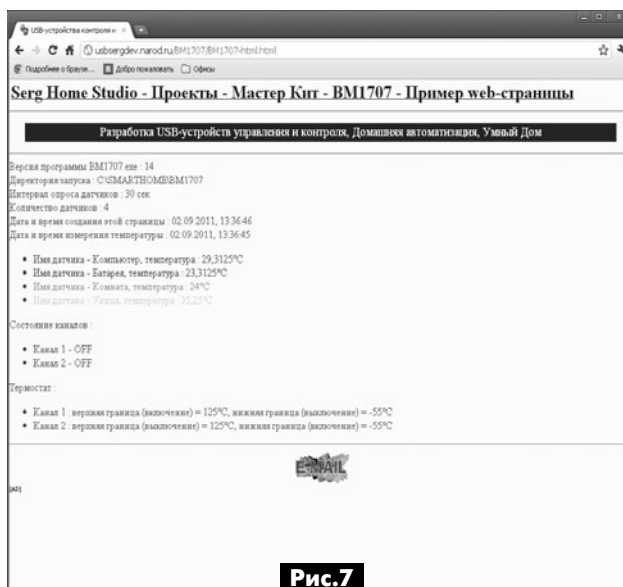 USB-устройства контроля и
usbsergdev.narod.ru/BM1707/BM1707-html.html
Подробнее о браузе... Добро пожаловать Офисы
Serg Home Studio - Проекты - Мастер Кит - BM1707 - Пример web-страницы
Разработка USB-устройств управления и контроля, Домашняя автоматизация, Умный Дом
Версия программы BM1707.exe : 14
Директория запуска : C:\SMARTHOME\BM1707
Интервал опроса датчиков : 30 сек
Количество датчиков : 4
Дата и время создания этой страницы : 02.09.2011, 13:36:46
Дата и время измерения температуры : 02.09.2011, 13:36:45
• Имя датчика - Компьютер, температура : 29,3125°C
• Имя датчика - Батарея, температура : 23,3125°C
• Имя датчика - Комната, температура : 24°C
• Имя датчика - Улица, температура : 35,25°C
Состояние каналов :
• Канал 1 - OFF
• Канал 2 - OFF
Термостат :
• Канал 1 : верхняя граница (включение) = 125°C, нижняя граница (выключение) = -55°C
• Канал 2 : верхняя граница (выключение) = 125°C, нижняя граница (включение) = -55°C
E-MAIL
Рис.7